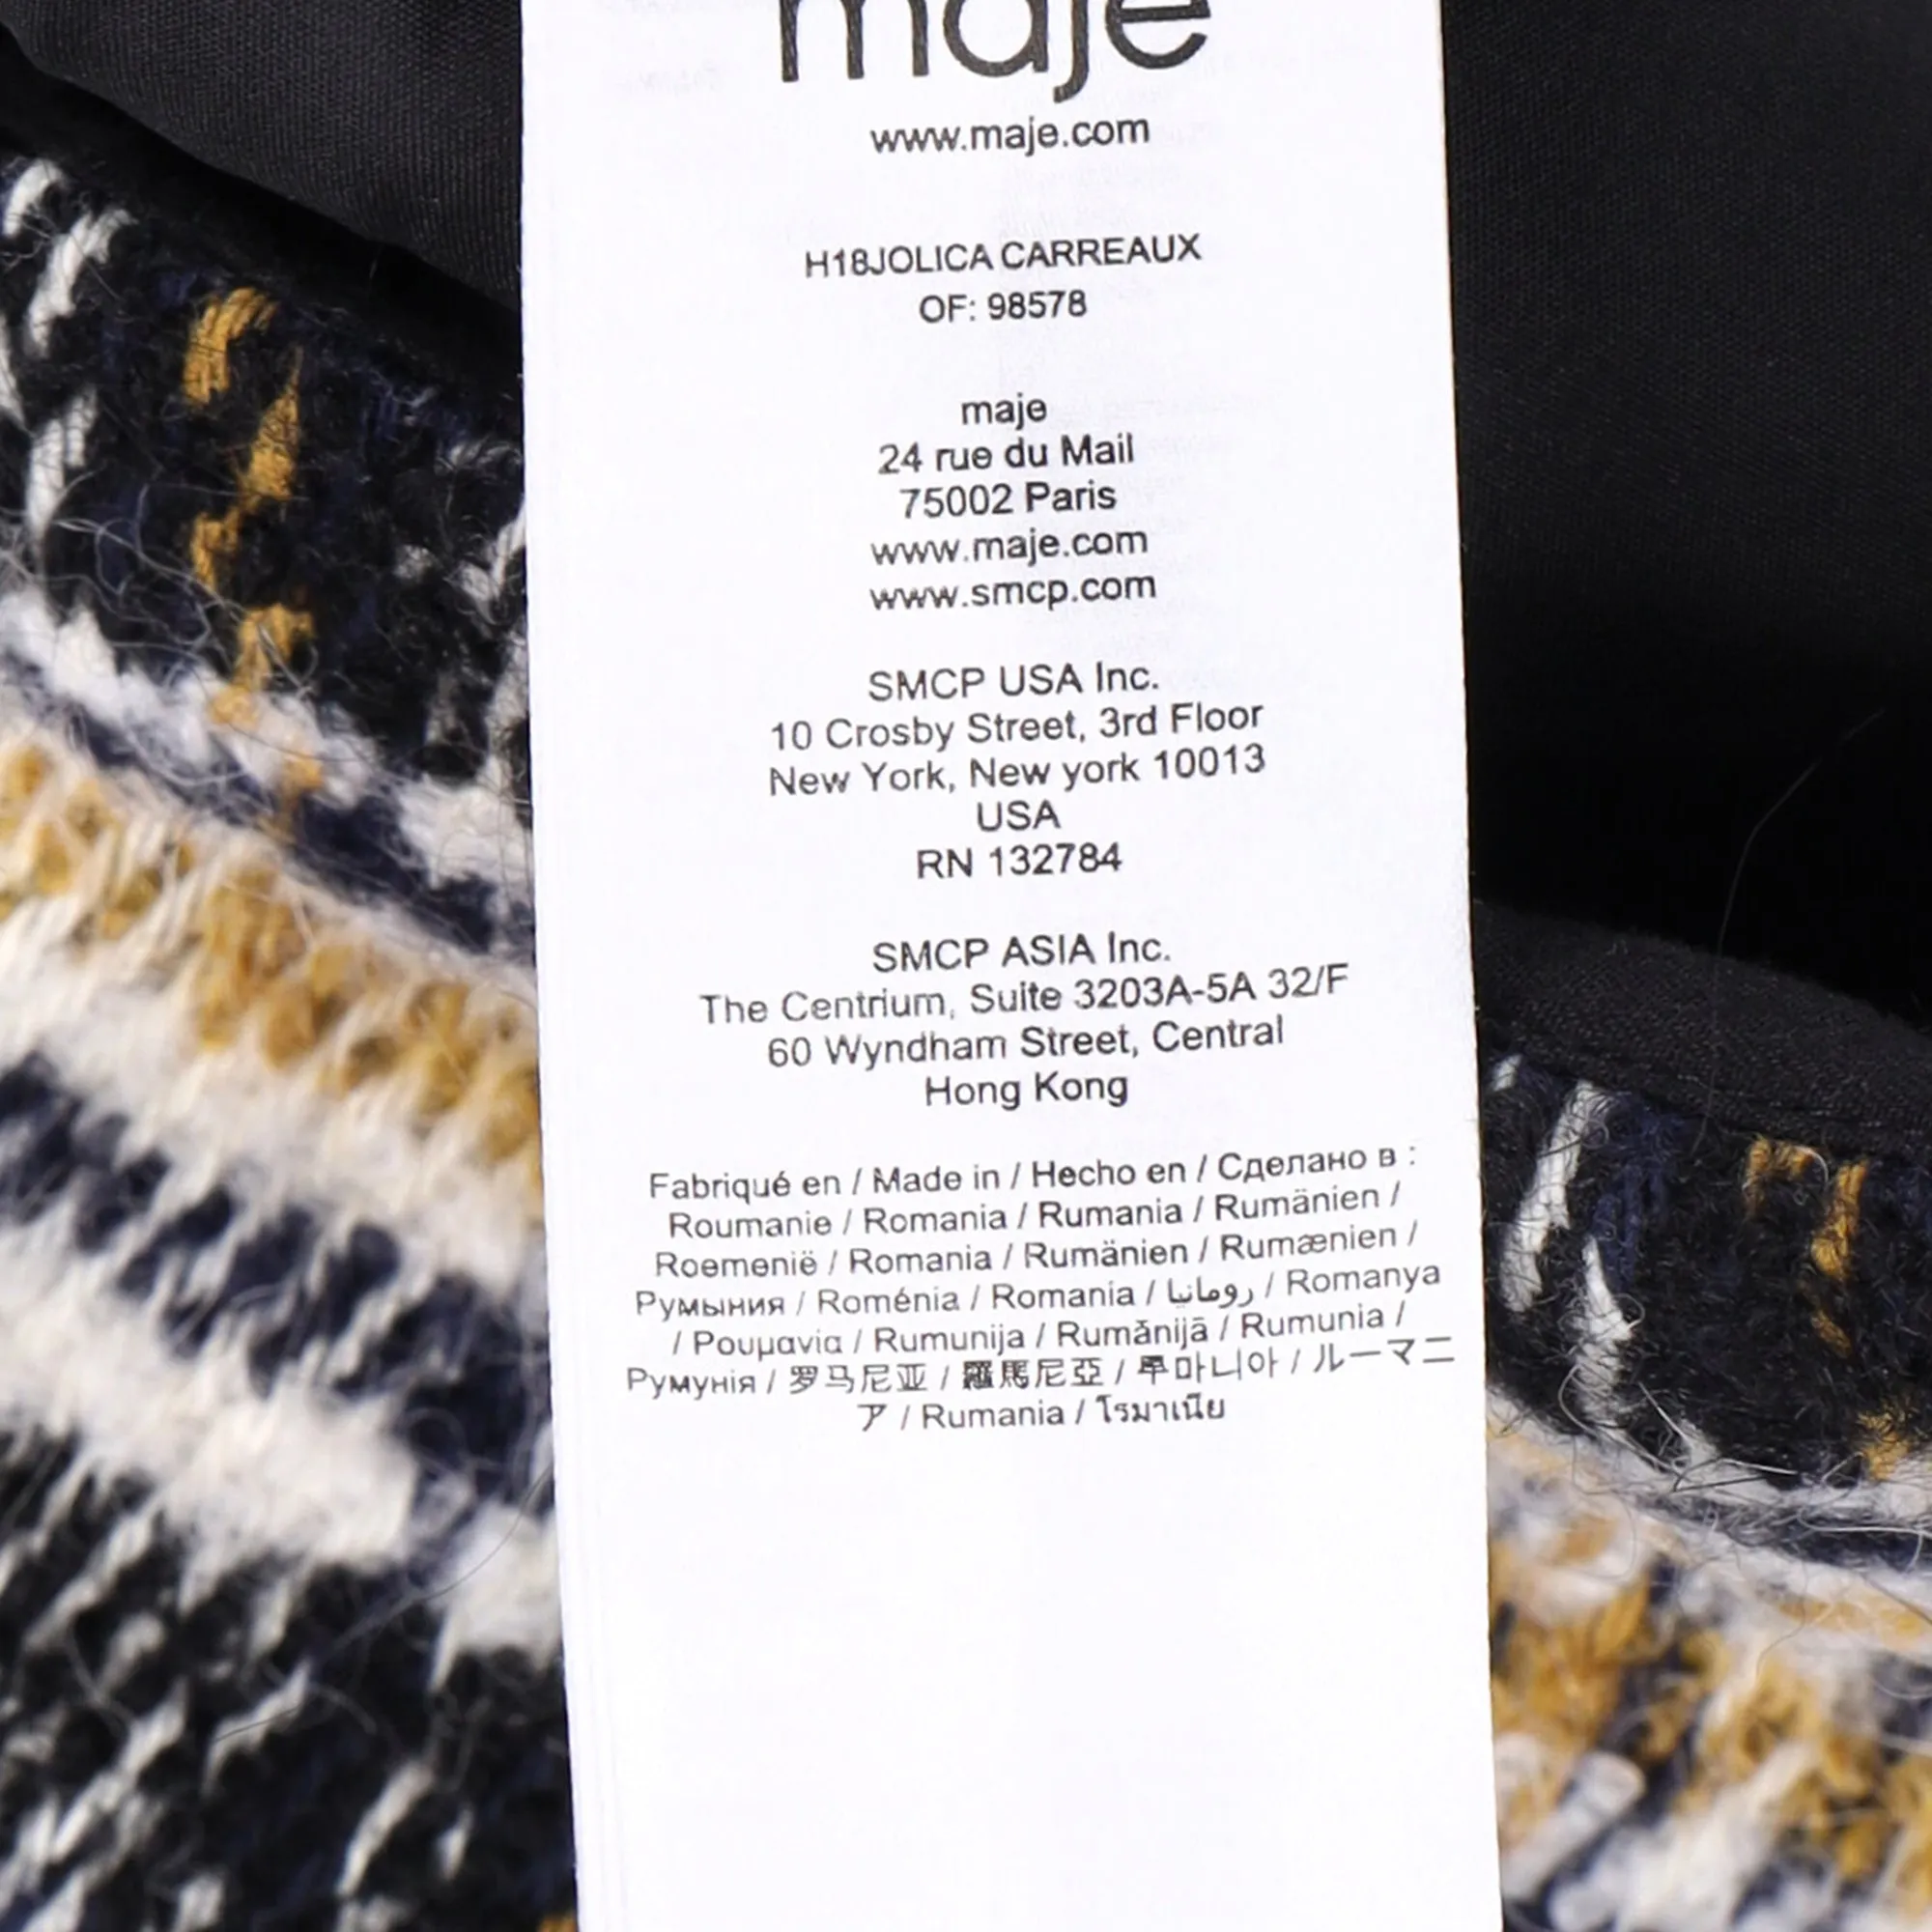 maje
www.maje.com
H18JOLICA CARREAUX
OF: 98578
maje
24 rue du Mail
75002 Paris
www.maje.com
www.smcp.com
SMCP USA Inc.
10 Crosby Street, 3rd Floor
New York, New york 10013
USA
RN 132784
SMCP ASIA Inc.
The Centrium, Suite 3203A-5A 32/F
60 Wyndham Street, Central
Hong Kong
Fabriqué en / Made in / Hecho en / Сделано в :
Roumanie / Romania / Rumania / Rumänien /
Roemenië / Romania / Rumänien / Rumænien /
Румыния / Roménia / Romania / رومانيا / Romanya
/ Ρουμανία / Rumunija / Rumănijā / Rumunia /
Румунія / 罗马尼亚 / 羅馬尼亞 / 루마니아 / ルーマニ
ア / Rumania / โรมาเนีย